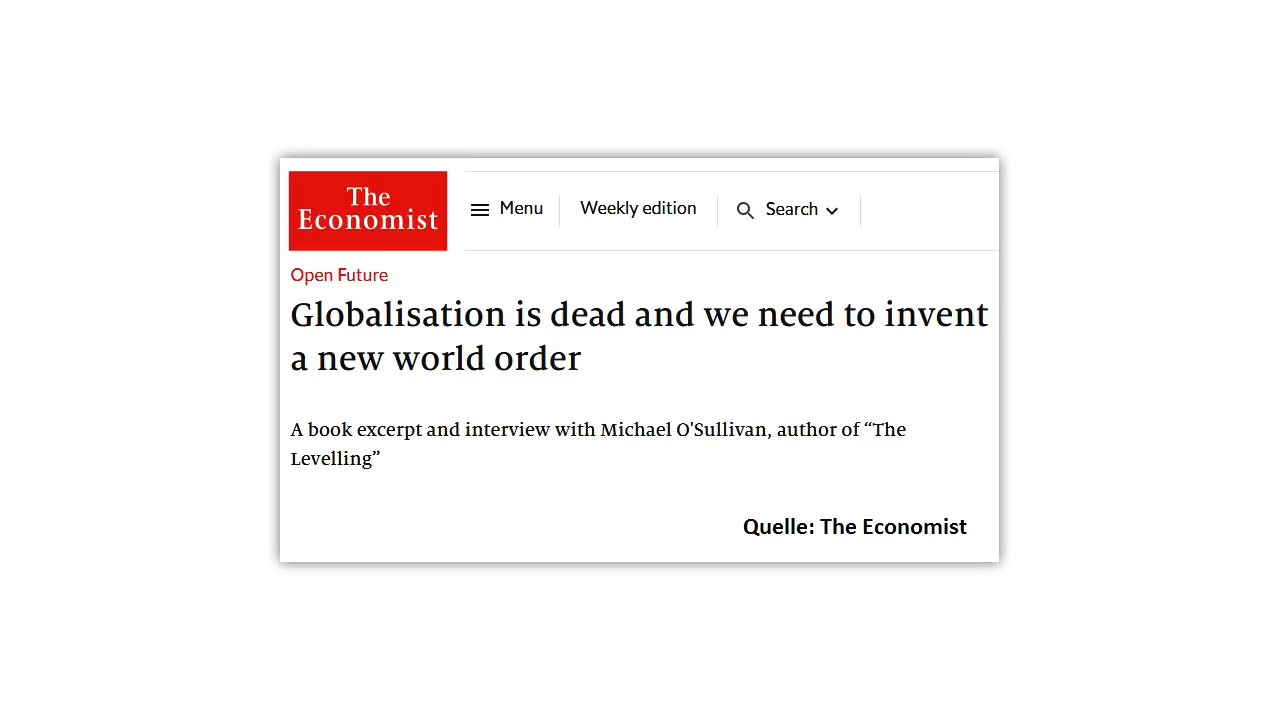 The
Economist
Menu
Weekly edition
Search
Open Future
Globalisation is dead and we need to invent
a new world order
A book excerpt and interview with Michael O'Sullivan, author of “The
Levelling”
Quelle: The Economist